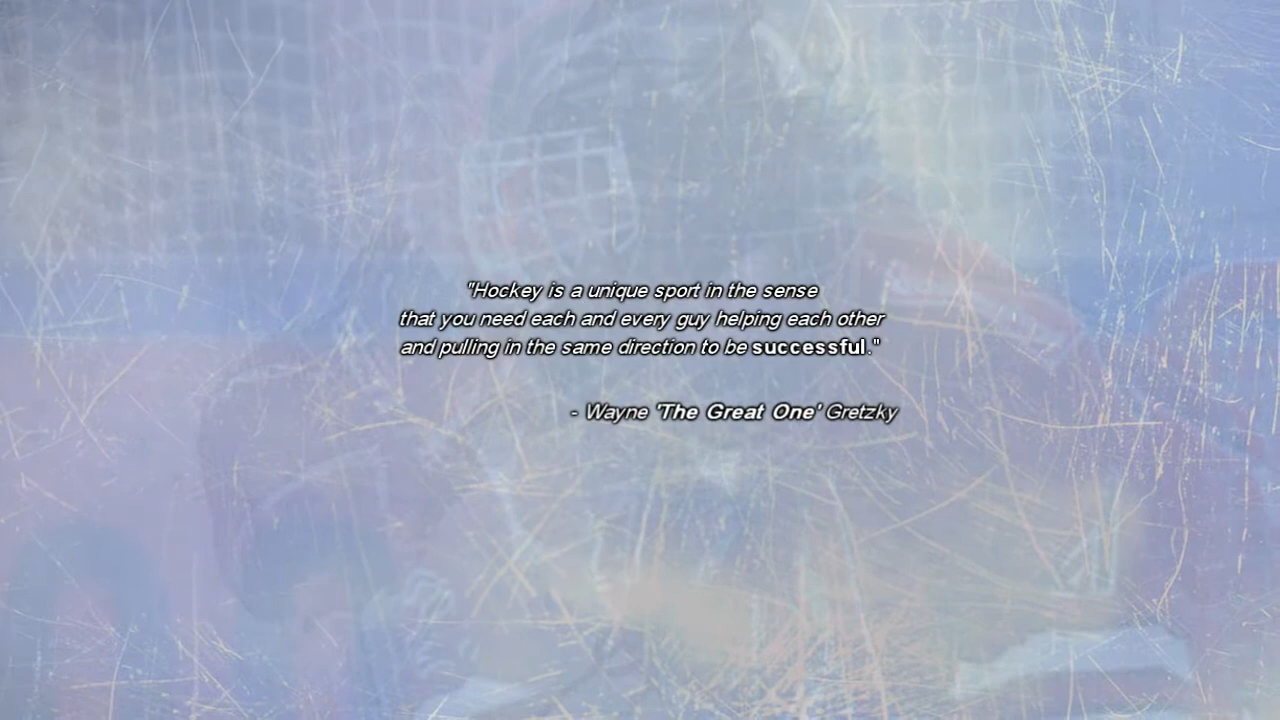 "Hockey is a unique sport in the sense
that you need each and every guy helping each other
and pulling in the same direction to be successful."
- Wayne 'The Great One' Gretzky